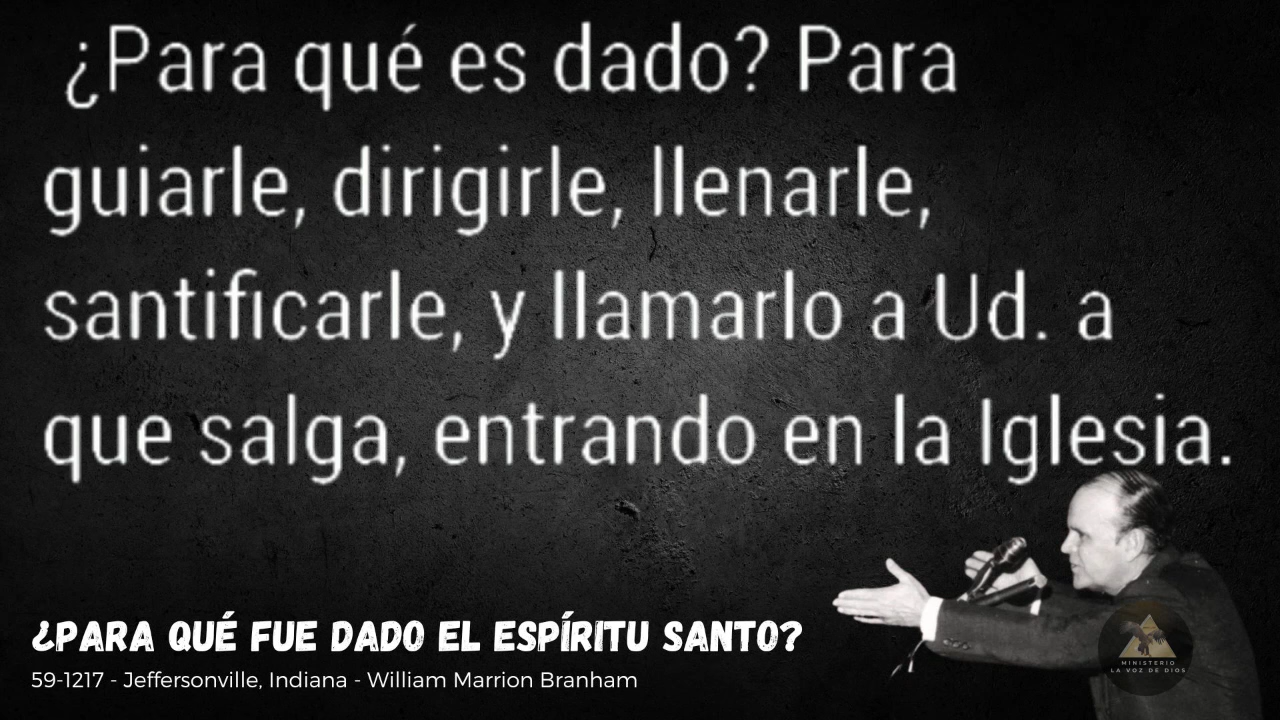 ¿Para qué es dado? Para
guiarle, dirigirle, llenarle,
santificarle, y llamarlo a Ud. a
que salga, entrando en la Iglesia.
¿PARA QUÉ FUE DADO EL ESPÍRITU SANTO?
59-1217 - Jeffersonville, Indiana - William Marrion Branham
MINISTERIO
LA VOZ DE DIOS